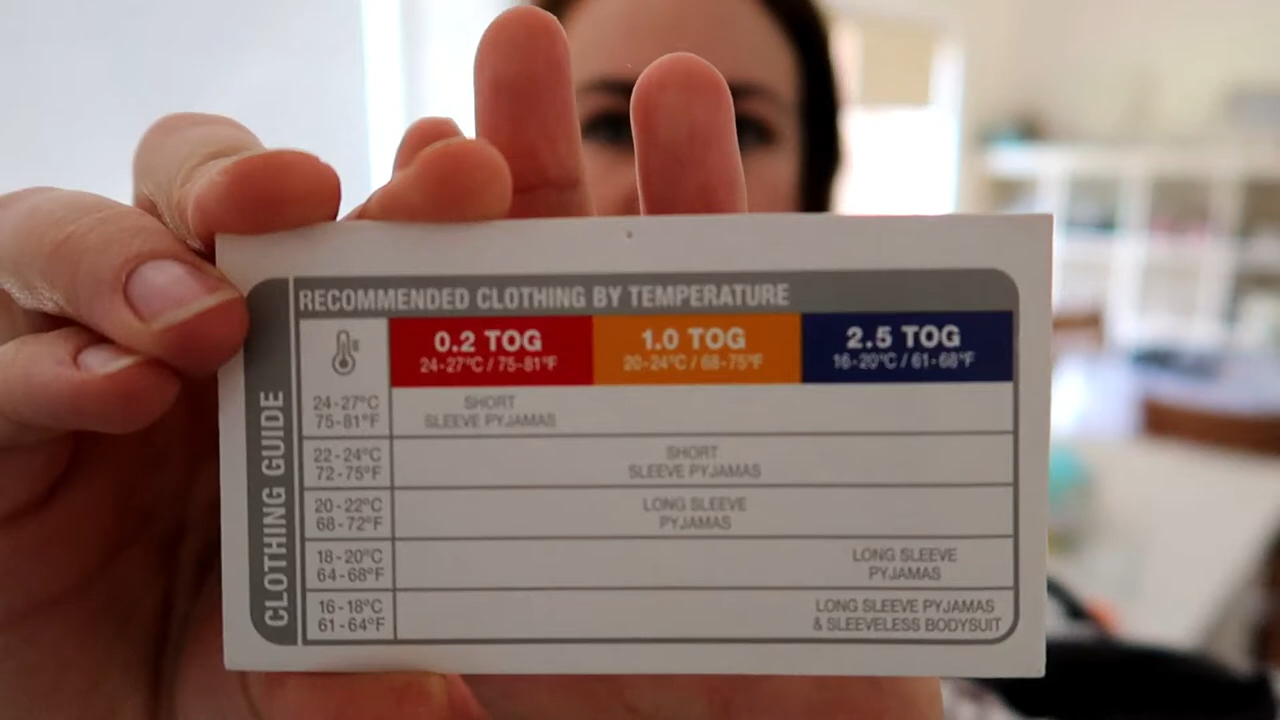 CLOTHING GUIDE
RECOMMENDED CLOTHING BY TEMPERATURE
0.2 TOG
24-27°C / 75-81°F
1.0 TOG
20-24°C / 68-75°F
2.5 TOG
16-20°C / 61-68°F
24-27°C
75-81°F
SHORT
SLEEVE PYJAMAS
22-24°C
72-75°F
SHORT
SLEEVE PYJAMAS
20-22°C
68-72°F
LONG SLEEVE
PYJAMAS
18-20°C
64-68°F
LONG SLEEVE
PYJAMAS
16-18°C
61-64°F
LONG SLEEVE PYJAMAS
& SLEEVELESS BODYSUIT